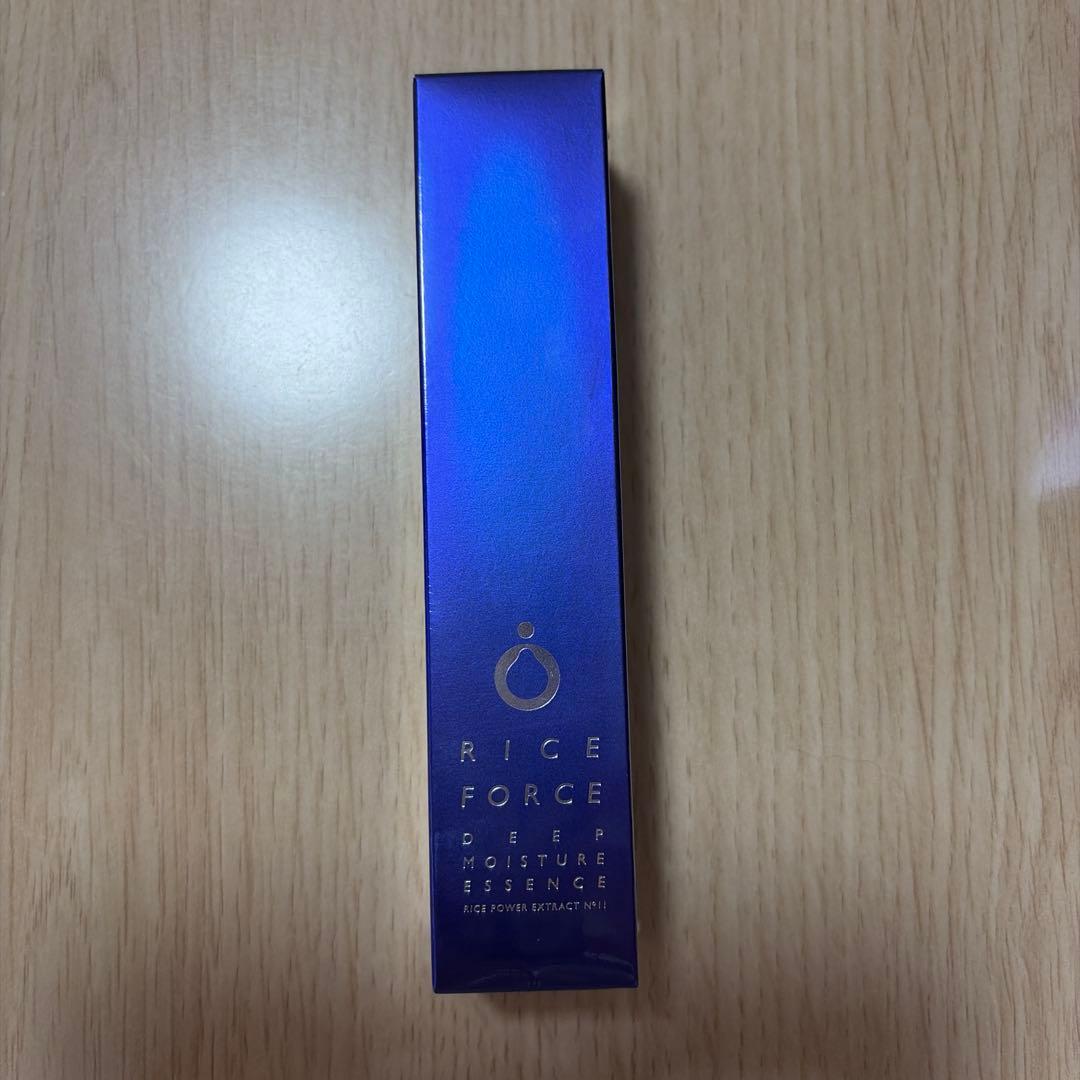 RICE
FORCE
DEEP
MOISTURE
ESSENCE
RICE POWER EXTRACT Nº11